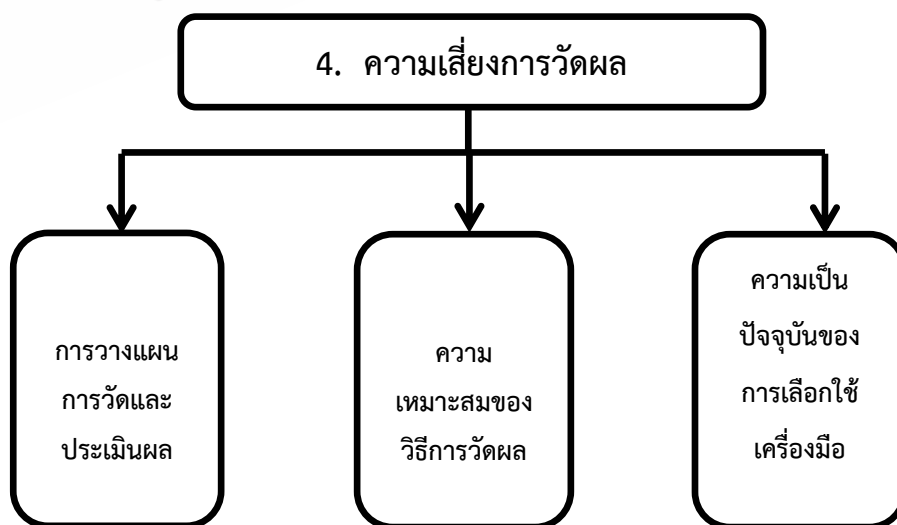 4. ความเสี่ยงการวัดผล
การวางแผน
การวัดและ
ประเมินผล
ความ
เหมาะสมของ
วิธีการวัดผล
ความเป็น
ปัจจุบันของ
การเลือกใช้
เครื่องมือ